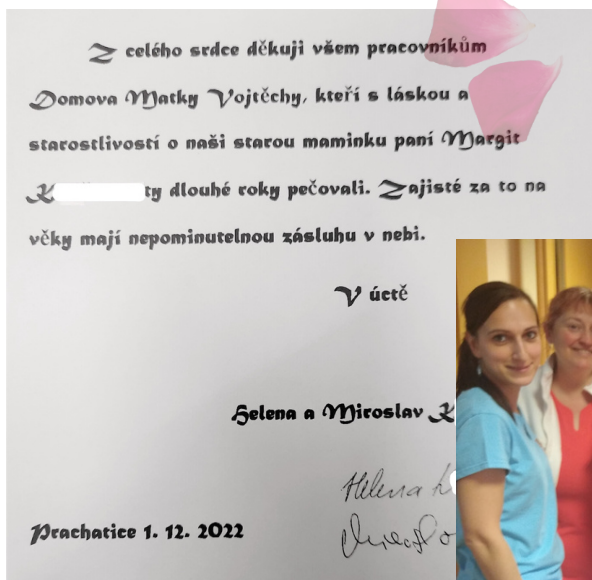 Z celého srdce děkuji všem pracovníkům
Domova Matky Vojtěchy, kteří s láskou a
starostlivostí o naši starou maminku paní Margit
K ty dlouhé roky pečovali. Zajisté za to na
věky mají nepominutelnou zásluhu v nebi.
V úctě
Helena a Miroslav K
Helena
Prachatice 1. 12. 2022